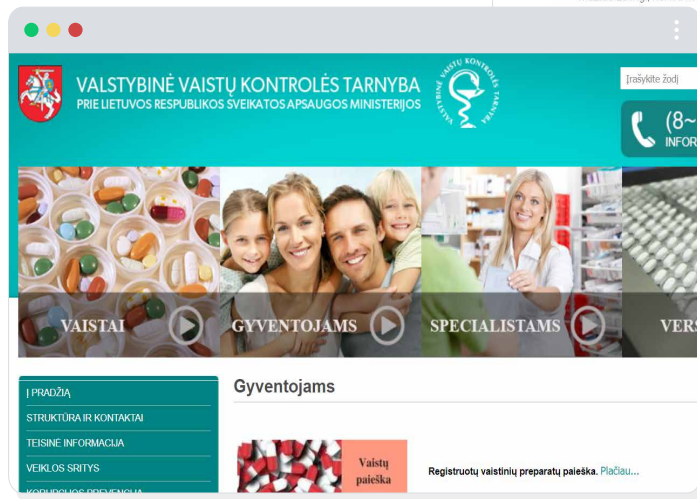 VALSTYBINĖ VAISTŲ KONTROLĖS TARNYBA
PRIE LIETUVOS RESPUBLIKOS SVEIKATOS APSAUGOS MINISTERIJOS
VALSTYBINĖ VAISTŲ KONTROLĖS TARNYBA
Įrašykite žodį
(8~
INFOR
VAISTAI
GYVENTOJAMS
SPECIALISTAMS
VERS
Į PRADŽIĄ
STRUKTŪRA IR KONTAKTAI
TEISINĖ INFORMACIJA
VEIKLOS SRITYS
KORUPCIJOS PREVENCIJA
Gyventojams
Vaistų
paieška
Registruotų vaistinių preparatų paieška. Plačiau...